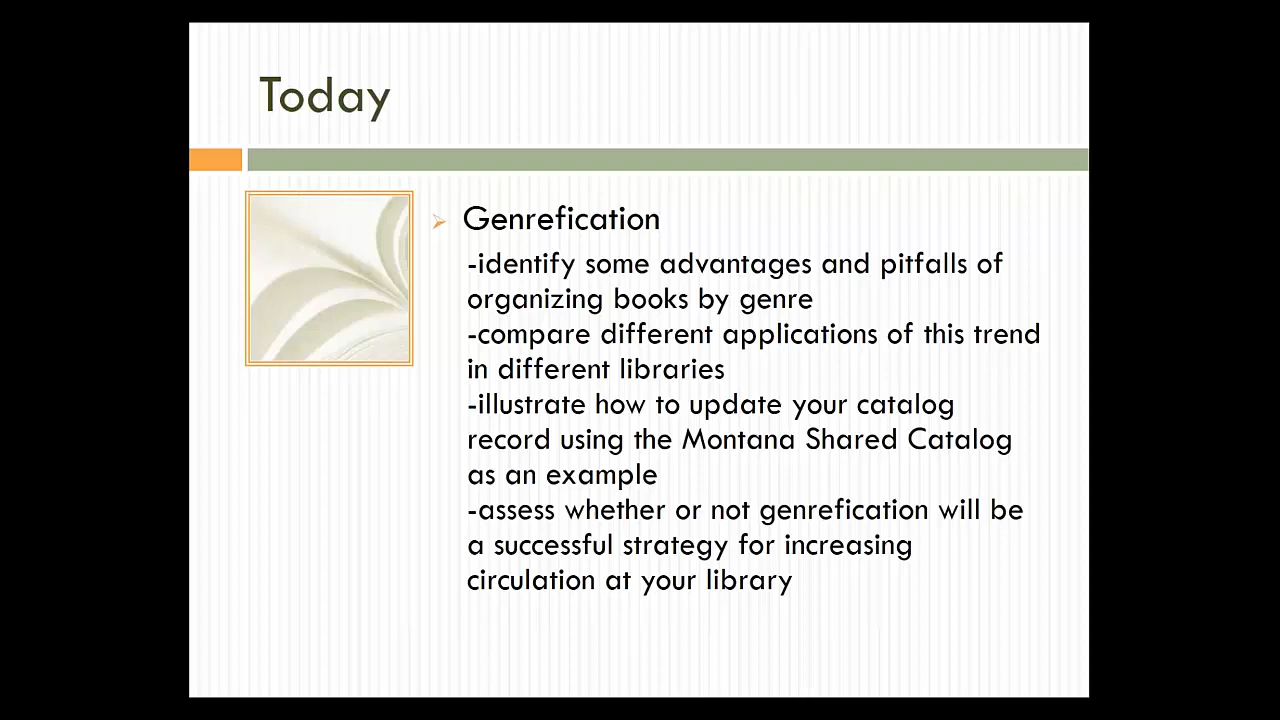 Today
Genrefication
-identify some advantages and pitfalls of
organizing books by genre
-compare different applications of this trend
in different libraries
-illustrate how to update your catalog
record using the Montana Shared Catalog
as an example
-assess whether or not genrefication will be
a successful strategy for increasing
circulation at your library